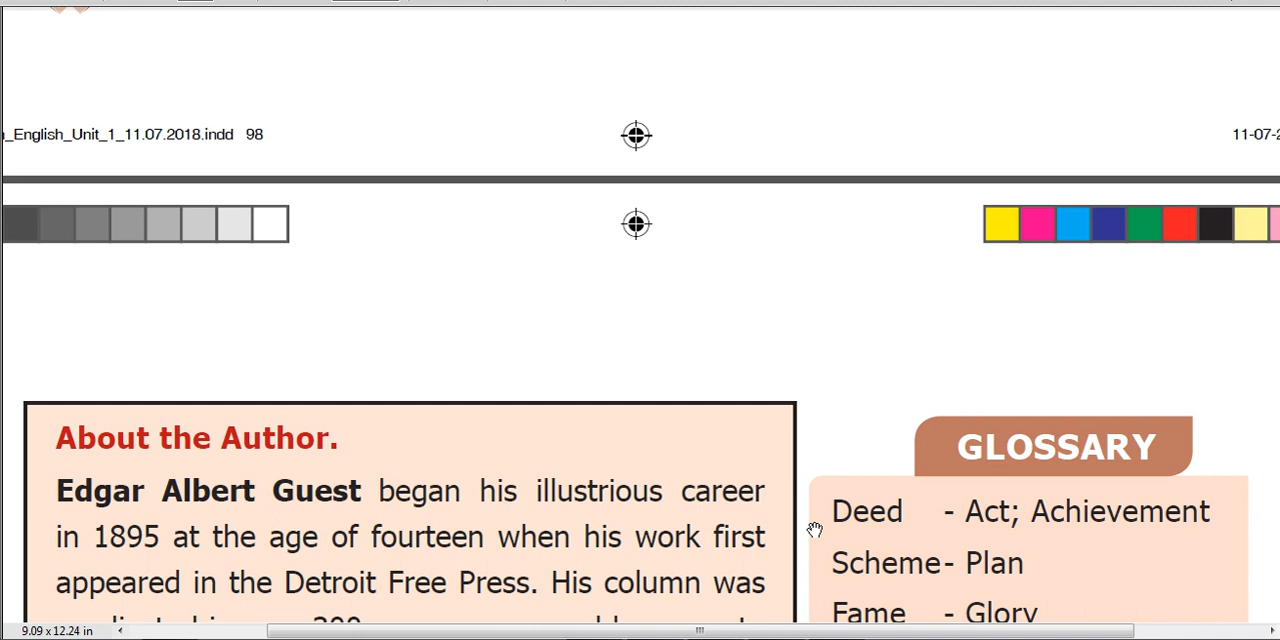 _English_Unit_1_11.07.2018.indd 98
11-07-2
About the Author.
Edgar Albert Guest began his illustrious career
in 1895 at the age of fourteen when his work first
appeared in the Detroit Free Press. His column was
GLOSSARY
Deed - Act; Achievement
Scheme - Plan
Fame - Glory
9.09 x 12.24 in